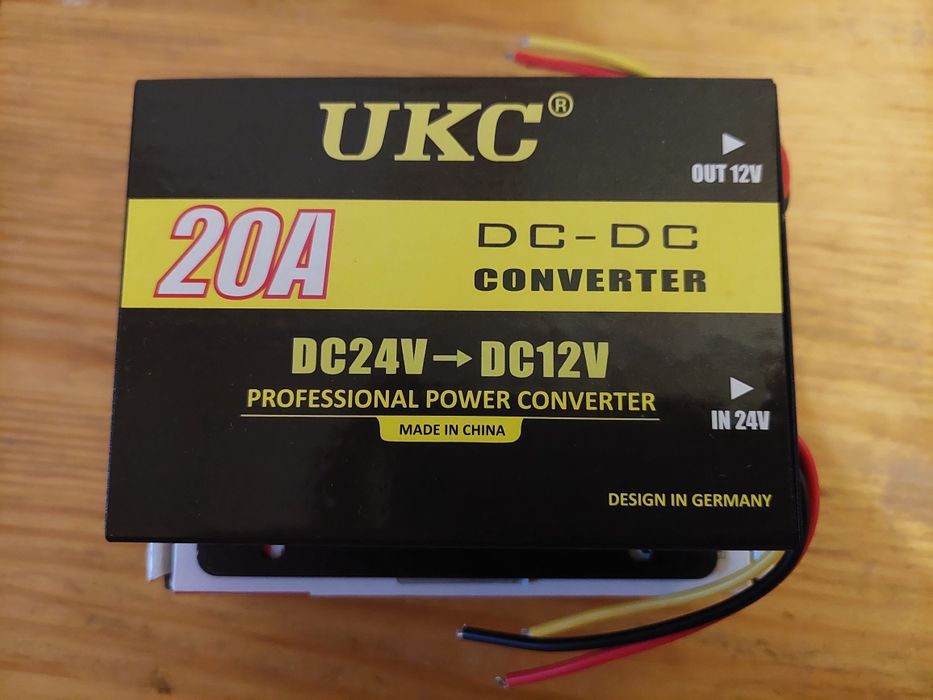 UKC®
OUT 12V
20A
DC-DC
CONVERTER
DC24V→DC12V
PROFESSIONAL POWER CONVERTER
MADE IN CHINA
IN 24V
DESIGN IN GERMANY